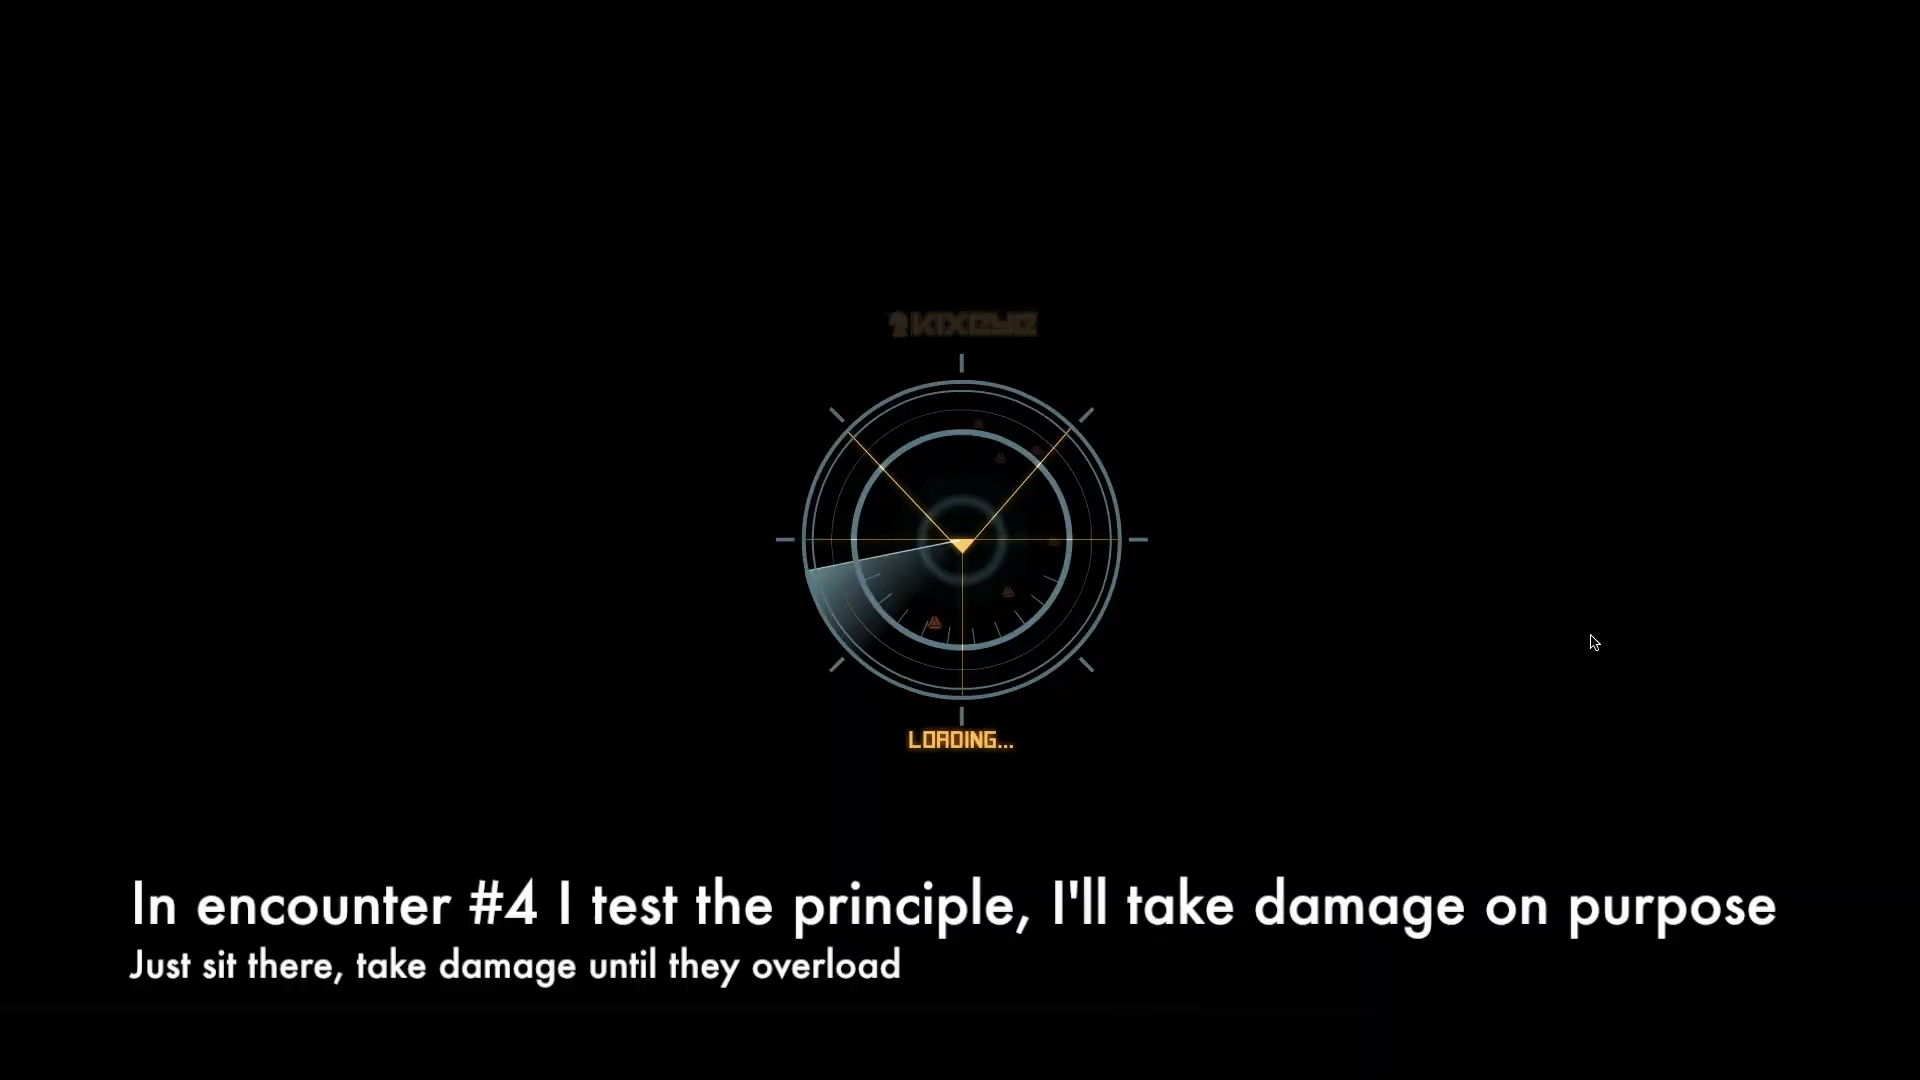 KIXEYE
LOADING...
In encounter #4 I test the principle, I'll take damage on purpose
Just sit there, take damage until they overload